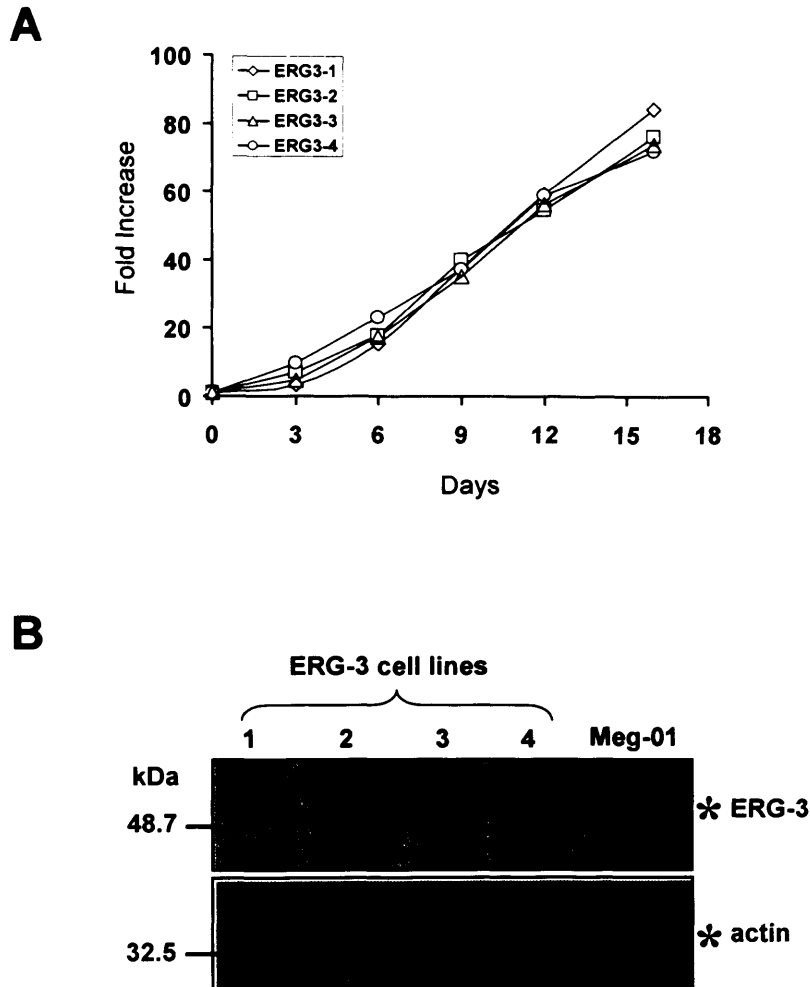 A
100
80
60
40
20
0
Fold Increase
ERG3-1
ERG3-2
ERG3-3
ERG3-4
0 3 6 9 12 15 18
Days
B
ERG-3 cell lines
1 2 3 4 Meg-01
kDa
* ERG-3
48.7
* actin
32.5